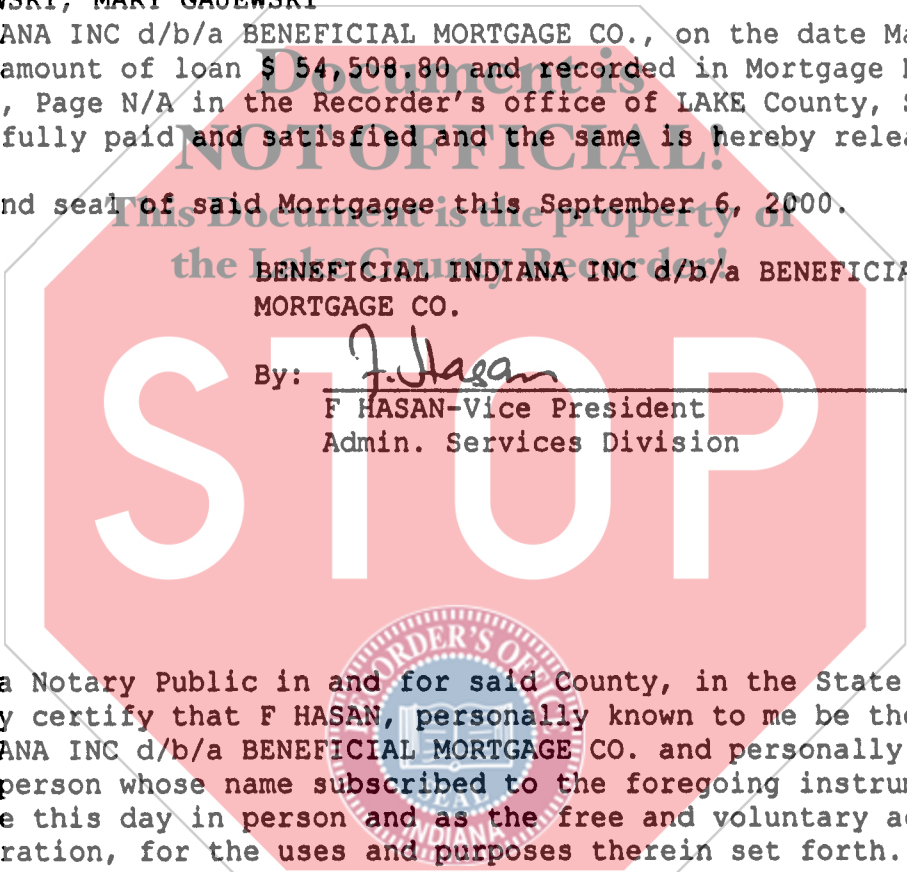 MARY GAJEWSKI
ANA INC d/b/a BENEFICIAL MORTGAGE CO., on the date Ma
amount of loan $ 54,508.80 and recorded in Mortgage
, Page N/A in the Recorder's office of LAKE County,
fully paid and satisfied and the same is hereby relea
nd seal of said Mortgagee this September 6, 2000.
Document is
NOT OFFICIAL!
This Document is the property of
the Lake County Recorder!
BENEFICIAL INDIANA INC d/b/a BENEFICIA
MORTGAGE CO.
By: F. Hasan
F HASAN-Vice President
Admin. Services Division
STOP
RECORDER'S OFFICE
SEAL
INDIANA
a Notary Public in and for said County, in the State
y certify that F HASAN, personally known to me be the
ANA INC d/b/a BENEFICIAL MORTGAGE CO. and personally
person whose name subscribed to the foregoing instru
e this day in person and as the free and voluntary a
ration, for the uses and purposes therein set forth.